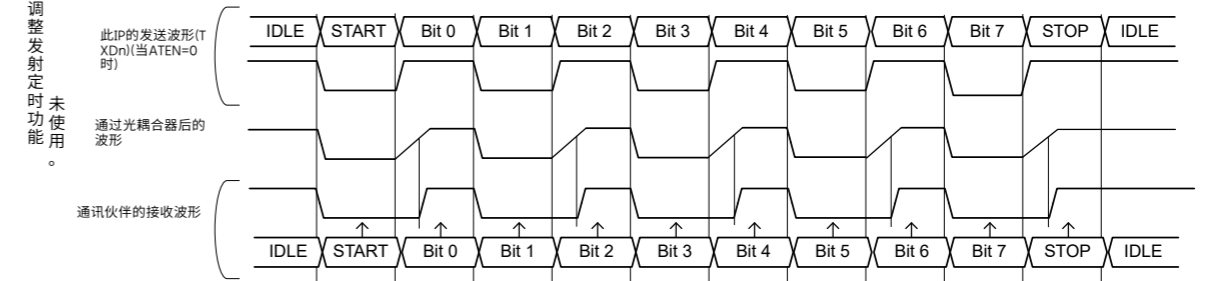 调整发射定时功能
未使用。
此IP的发送波形(T
XDn)(当ATEN=0
时)
IDLE START Bit 0 Bit 1 Bit 2 Bit 3 Bit 4 Bit 5 Bit 6 Bit 7 STOP IDLE
通过光耦合器后的
波形
通讯伙伴的接收波形
IDLE START Bit 0 Bit 1 Bit 2 Bit 3 Bit 4 Bit 5 Bit 6 Bit 7 STOP IDLE